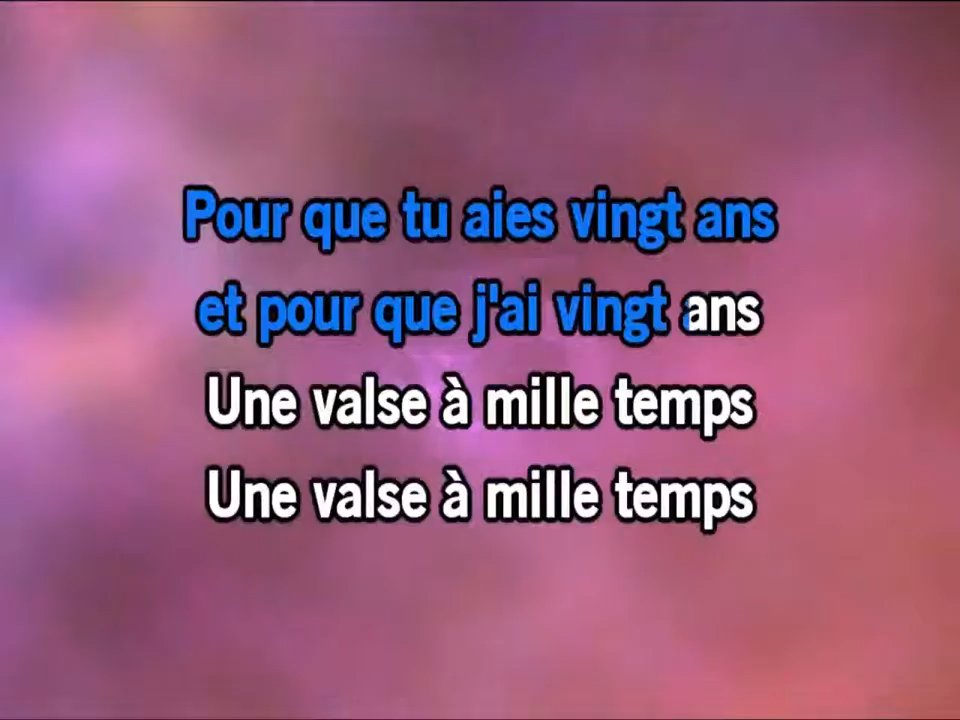 Pour que tu aies vingt ans
et pour que j'ai vingt ans
Une valse à mille temps
Une valse à mille temps